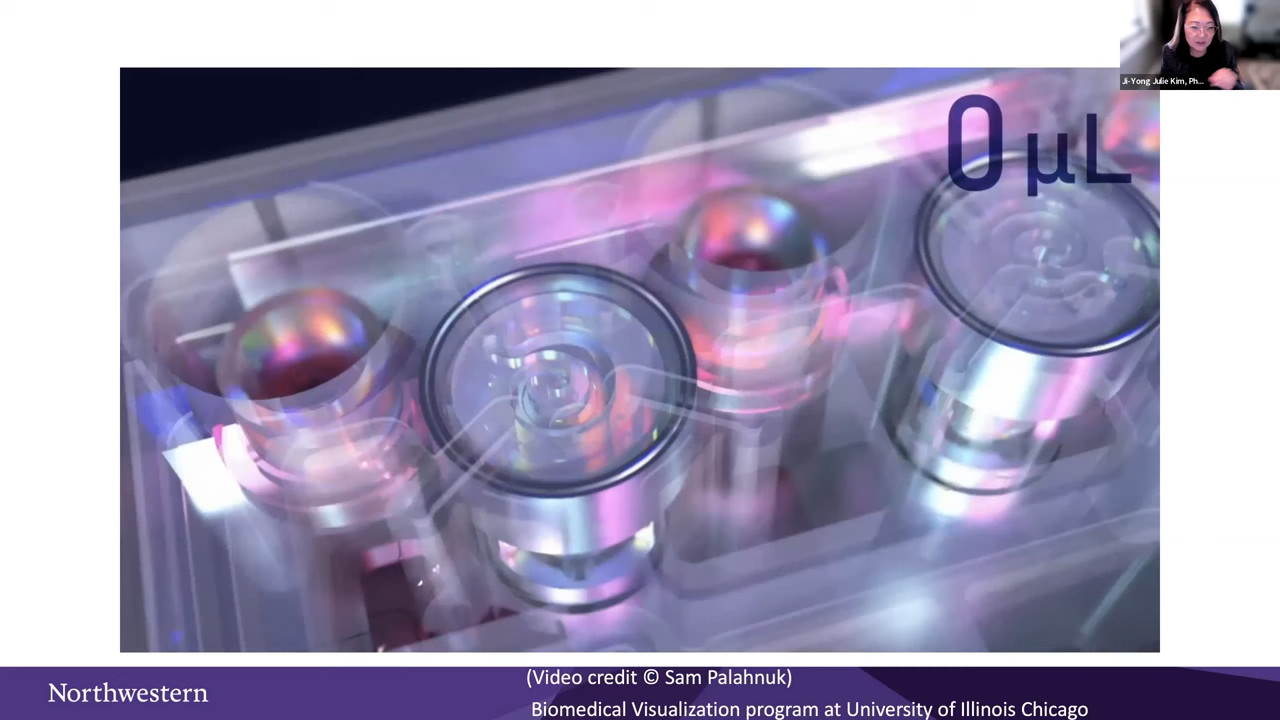 Ji-Yong Julie Kim, Ph...
0 μL
(Video credit © Sam Palahnuk)
Northwestern
Biomedical Visualization program at University of Illinois Chicago